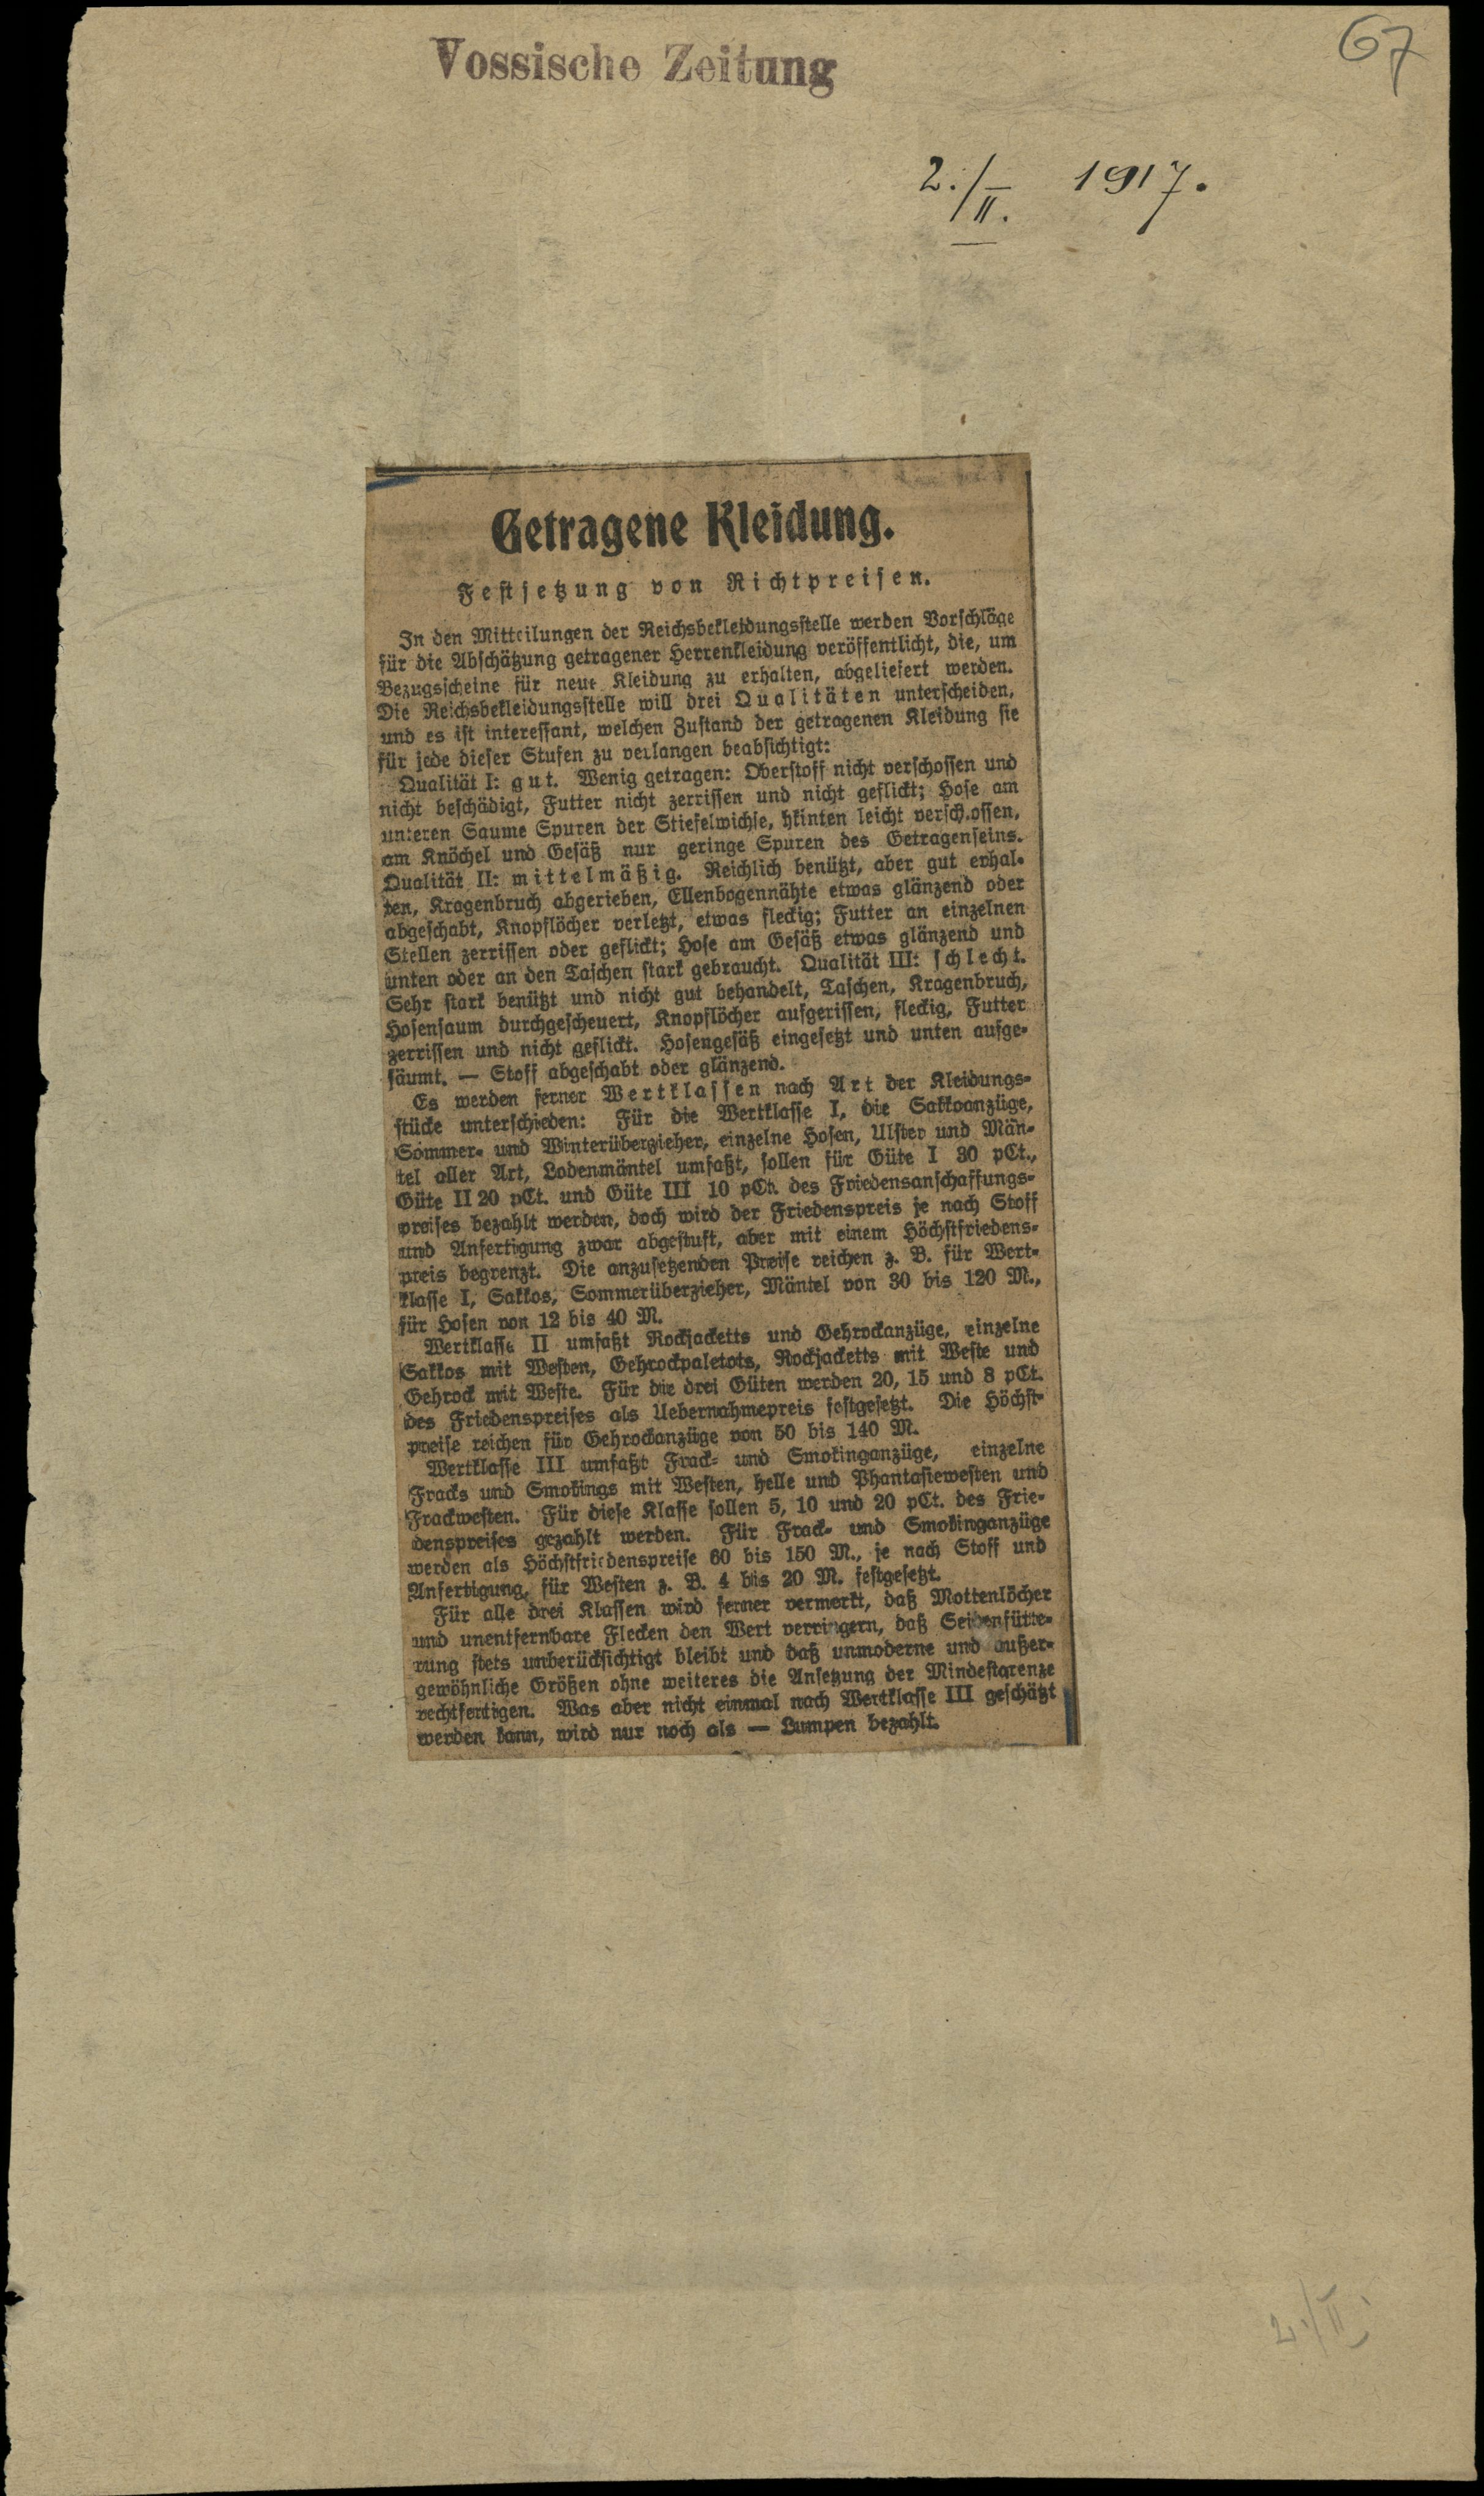 Vossische Zeitung
67
2./II. 1917.
Getragene Kleidung.
Festsetzung von Richtpreisen.
In den Mitteilungen der Reichsbekleidungsstelle werden Vorschläge
für die Abschätzung getragener Herrenkleidung veröffentlicht, die, um
Bezugsscheine für neue Kleidung zu erhalten, abgeliefert werden.
Die Reichsbekleidungsstelle will drei Qualitäten unterscheiden,
und es ist interessant, welchen Zustand der getragenen Kleidung sie
für jede dieser Stufen zu verlangen beabsichtigt:
Qualität I: gut. Wenig getragen: Oberstoff nicht verschossen und
nicht beschädigt, Futter nicht zerrissen und nicht geflickt; Hose am
unteren Saume Spuren der Stiefelwichse, hkinten leicht versch.ossen,
am Knöchel und Gesäß nur geringe Spuren des Getragenseins.
Qualität II: mittelmäßig. Reichlich benützt, aber gut erhal-
ten, Kragenbruch abgerieben, Ellenbogennähte etwas glänzend oder
abgeschabt, Knopflöcher verletzt, etwas fleckig; Futter an einzelnen
Stellen zerrissen oder geflickt; Hose am Gesäß etwas glänzend und
unten oder an den Taschen stark gebraucht. Qualität III: schlecht.
Sehr stark benützt und nicht gut behandelt, Taschen, Kragenbruch,
Hosensaum durchgescheuert, Knopflöcher aufgerissen, fleckig, Futter
zerrissen und nicht geflickt. Hosengesäß eingesetzt und unten aufge-
säumt. — Stoff abgeschabt oder glänzend.
Es werden ferner Wertklassen nach Art der Kleidungs-
stücke unterschieden: Für die Wertklasse I, die Sakkoanzüge,
Sommer- und Winterüberzieher, einzelne Hosen, Ulster und Män-
tel aller Art, Lodenmäntel umfaßt, sollen für Güte I 30 pCt.,
Güte II 20 pCt. und Güte III 10 pCt. des Friedensanschaffungs-
preises bezahlt werden, doch wird der Friedenspreis je nach Stoff
und Anfertigung zwar abgestuft, aber mit einem Höchstfriedens-
preis begrenzt. Die anzusetzenden Preise reichen z. B. für Wert-
klasse I, Sakkos, Sommerüberzieher, Mäntel von 30 bis 120 M.,
für Hosen von 12 bis 40 M.
Wertklasse II umfaßt Rockjacketts und Gehrockanzüge, einzelne
Sakkos mit Westen, Gehrockpaletots, Rockjacketts mit Weste und
Gehrock mit Weste. Für die drei Güten werden 20, 15 und 8 pCt.
des Friedenspreises als Uebernahmepreis festgesetzt. Die Höchst-
preise reichen für Gehrockanzüge von 50 bis 140 M.
Wertklasse III umfaßt Frack- und Smokinganzüge, einzelne
Fracks und Smokings mit Westen, helle und Phantasiewesten und
Frackwesten. Für diese Klasse sollen 5, 10 und 20 pCt. des Frie-
denspreises gezahlt werden. Für Frack- und Smokinganzüge
werden als Höchstfriedenspreise 60 bis 150 M., je nach Stoff und
Anfertigung, für Westen z. B. 4 bis 20 M. festgesetzt.
Für alle drei Klassen wird ferner vermerkt, daß Mottenlöcher
und unentfernbare Flecken den Wert verringern, daß Seidenfütte-
rung stets unberücksichtigt bleibt und daß unmoderne und außer-
gewöhnliche Größen ohne weiteres die Ansetzung der Mindestgrenze
rechtfertigen. Was aber nicht einmal nach Wertklasse III geschätzt
werden kann, wird nur noch als — Lumpen bezahlt.
2./II.